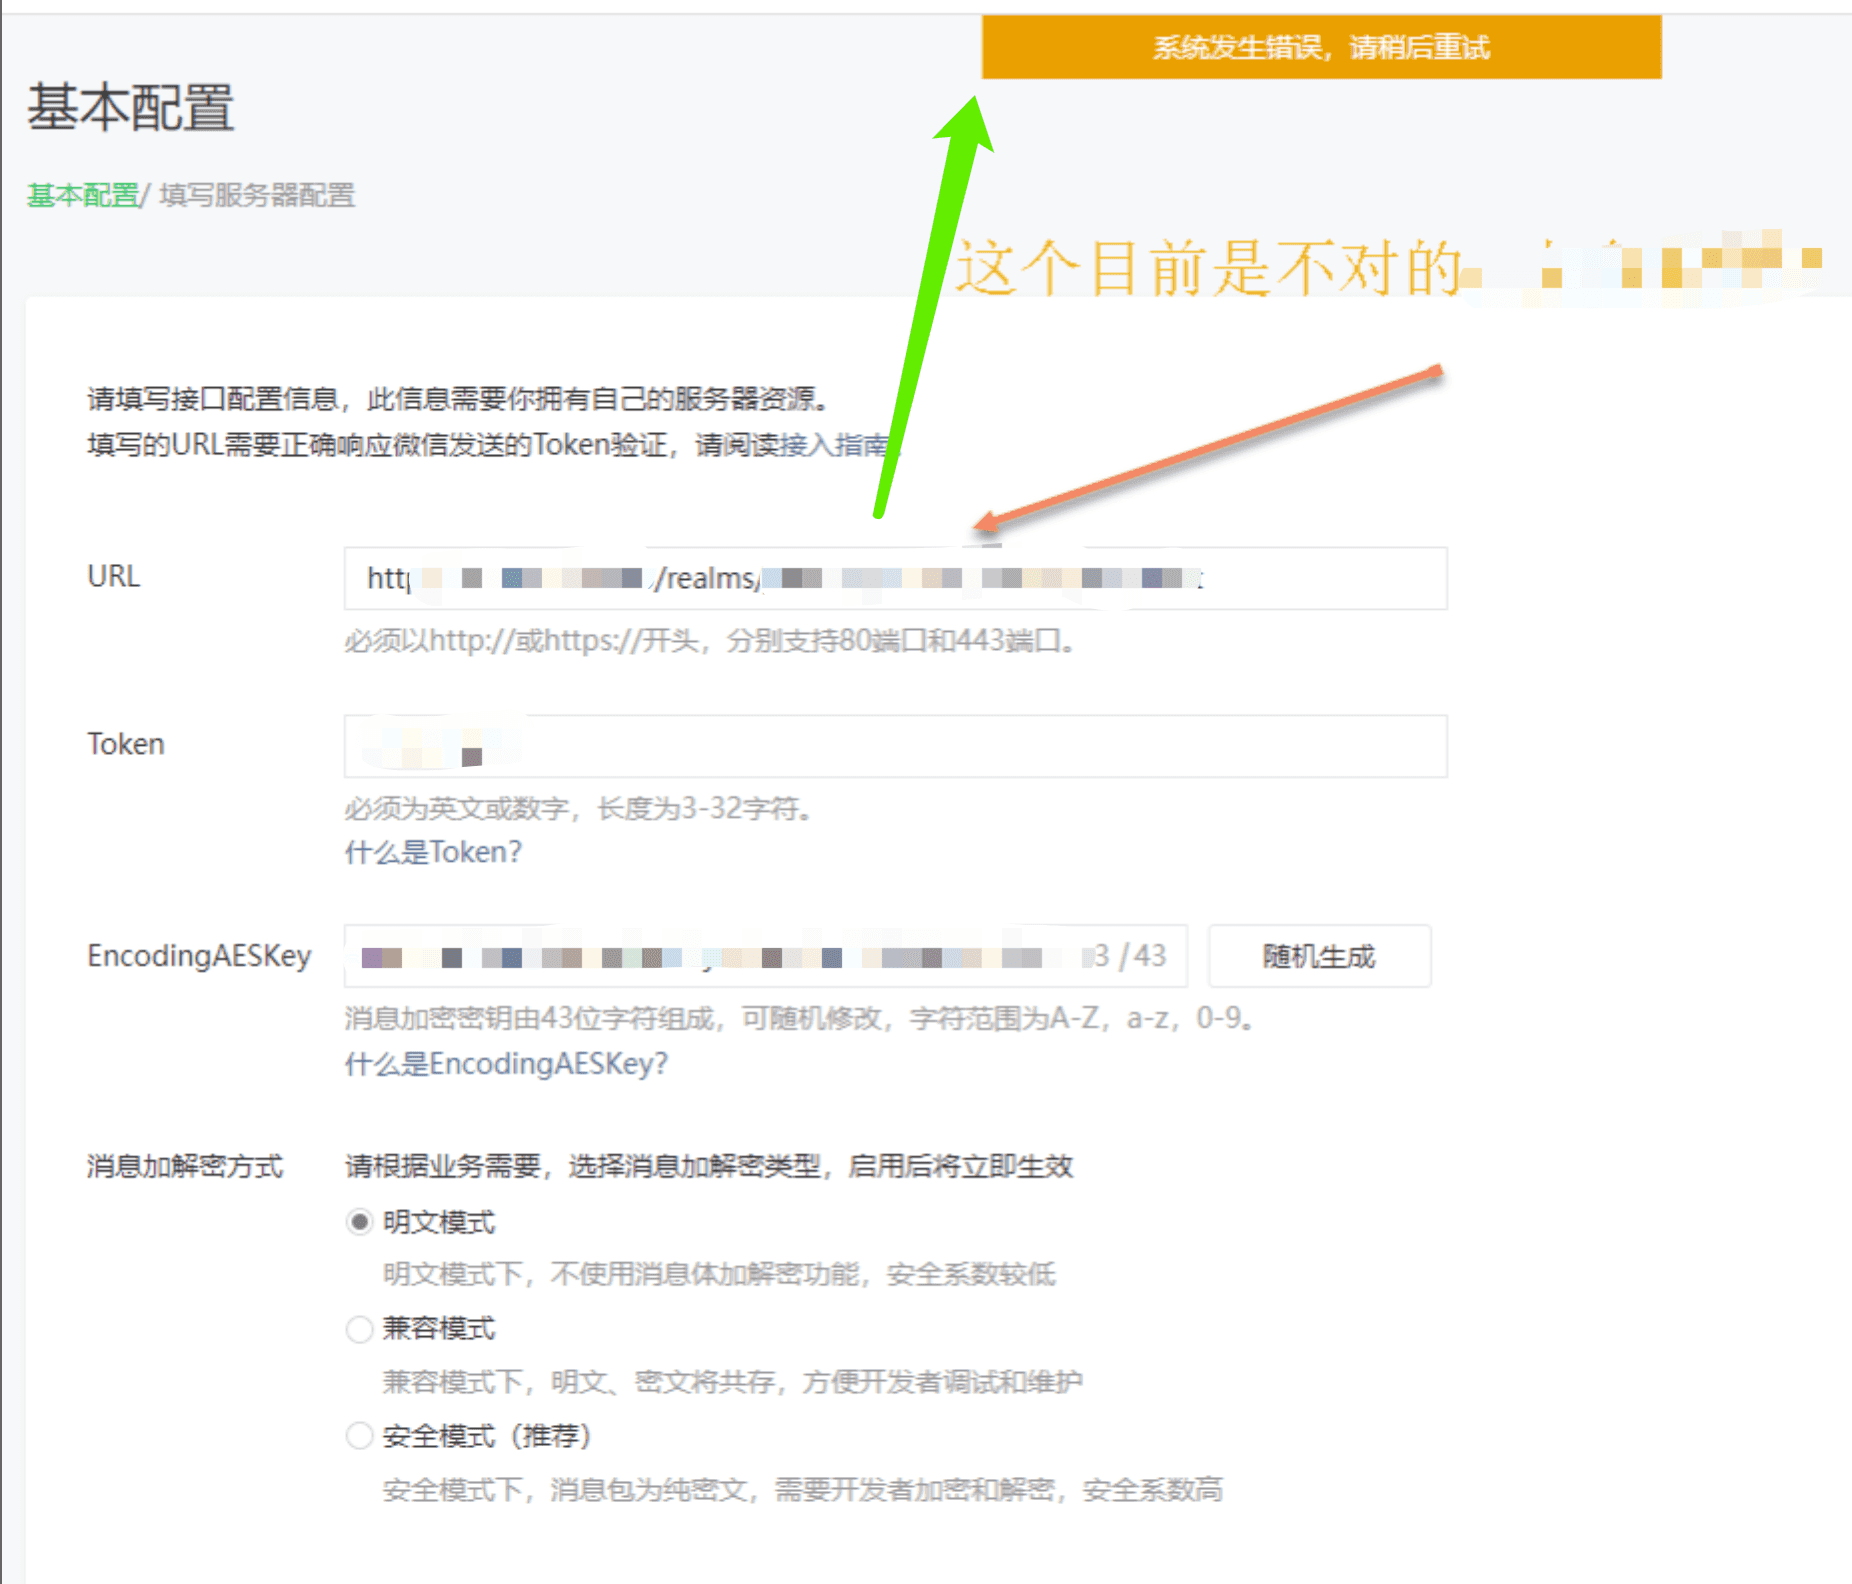 系统发生错误，请稍后重试
基本配置
基本配置/ 填写服务器配置
这个目前是不对的
请填写接口配置信息，此信息需要你拥有自己的服务器资源。
填写的URL需要正确响应微信发送的Token验证，请阅读接入指南
URL
http /realms/
必须以http://或https://开头，分别支持80端口和443端口。
Token
必须为英文或数字，长度为3-32字符。
什么是Token?
EncodingAESKey
3 / 43
随机生成
消息加密密钥由43位字符组成，可随机修改，字符范围为A-Z，a-z，0-9。
什么是EncodingAESKey?
消息加解密方式
请根据业务需要，选择消息加解密类型，启用后将立即生效
明文模式
明文模式下，不使用消息体加解密功能，安全系数较低
兼容模式
兼容模式下，明文、密文将共存，方便开发者调试和维护
安全模式（推荐）
安全模式下，消息包为纯密文，需要开发者加密和解密，安全系数高